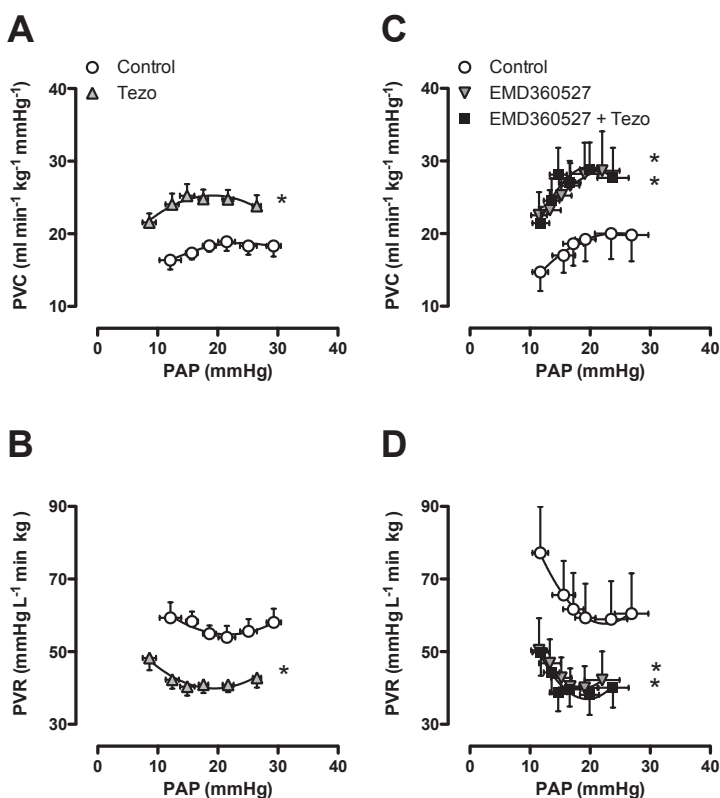 A
Control
Tezo
PVC (ml min-1 kg-1 mmHg-1)
40
30
20
10
*
0 10 20 30 40
PAP (mmHg)
C
Control
EMD360527
EMD360527 + Tezo
PVC (ml min-1 kg-1 mmHg-1)
40
30
20
10
*
*
0 10 20 30 40
PAP (mmHg)
B
PVR (mmHg L-1 min kg)
90
70
50
30
*
0 10 20 30 40
PAP (mmHg)
D
PVR (mmHg L-1 min kg)
90
70
50
30
*
*
0 10 20 30 40
PAP (mmHg)